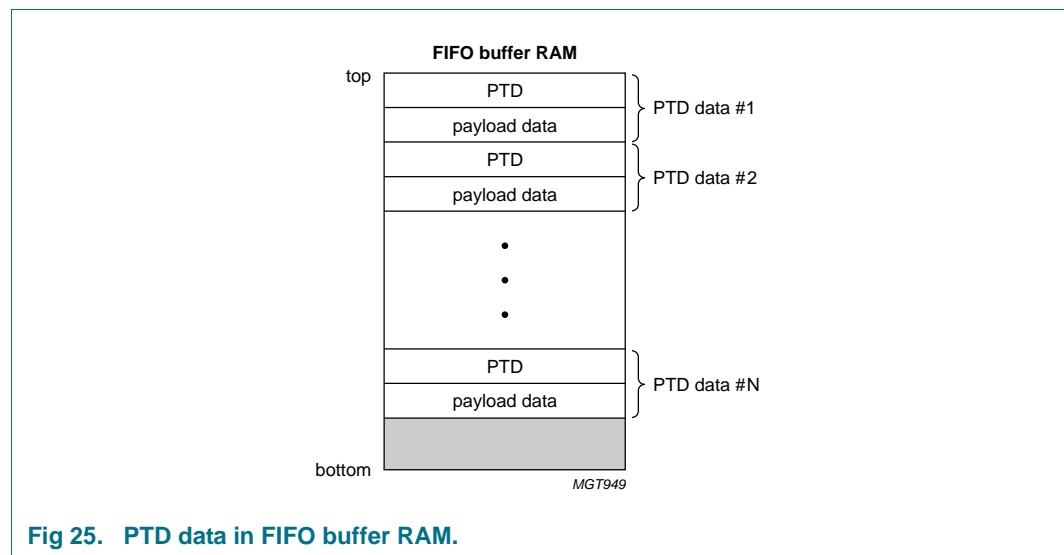 FIFO buffer RAM
top
PTD
PTD data #1
payload data
PTD
PTD data #2
payload data
PTD
PTD data #N
payload data
bottom
MGT949
Fig 25. PTD data in FIFO buffer RAM.